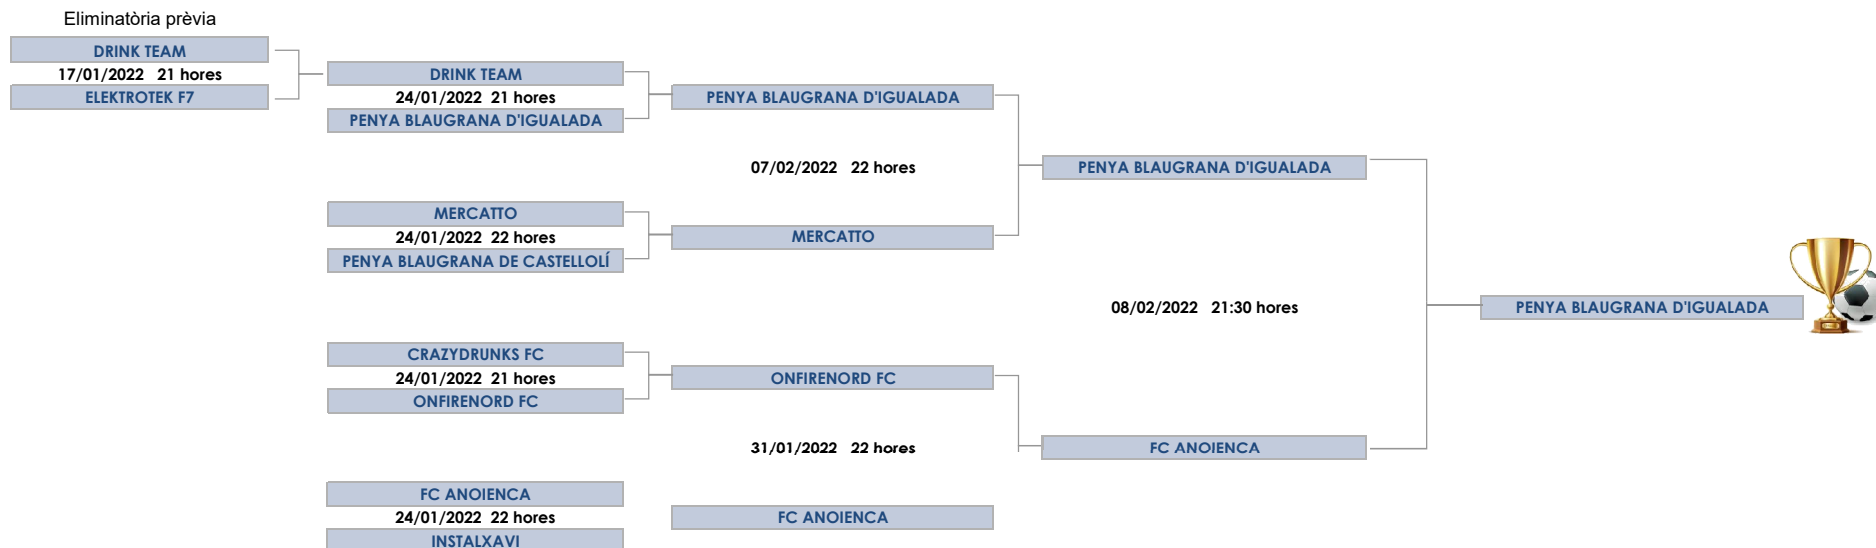 Eliminatòria prèvia
DRINK TEAM
17/01/2022 21 hores
ELEKTROTEK F7
DRINK TEAM
24/01/2022 21 hores
PENYA BLAUGRANA D'IGUALADA
MERCATTO
24/01/2022 22 hores
PENYA BLAUGRANA DE CASTELLOLÍ
CRAZYDRUNKS FC
24/01/2022 21 hores
ONFIRENORD FC
FC ANOIENCA
24/01/2022 22 hores
INSTALXAVI
PENYA BLAUGRANA D'IGUALADA
07/02/2022 22 hores
MERCATTO
ONFIRENORD FC
31/01/2022 22 hores
FC ANOIENCA
PENYA BLAUGRANA D'IGUALADA
08/02/2022 21:30 hores
FC ANOIENCA
PENYA BLAUGRANA D'IGUALADA